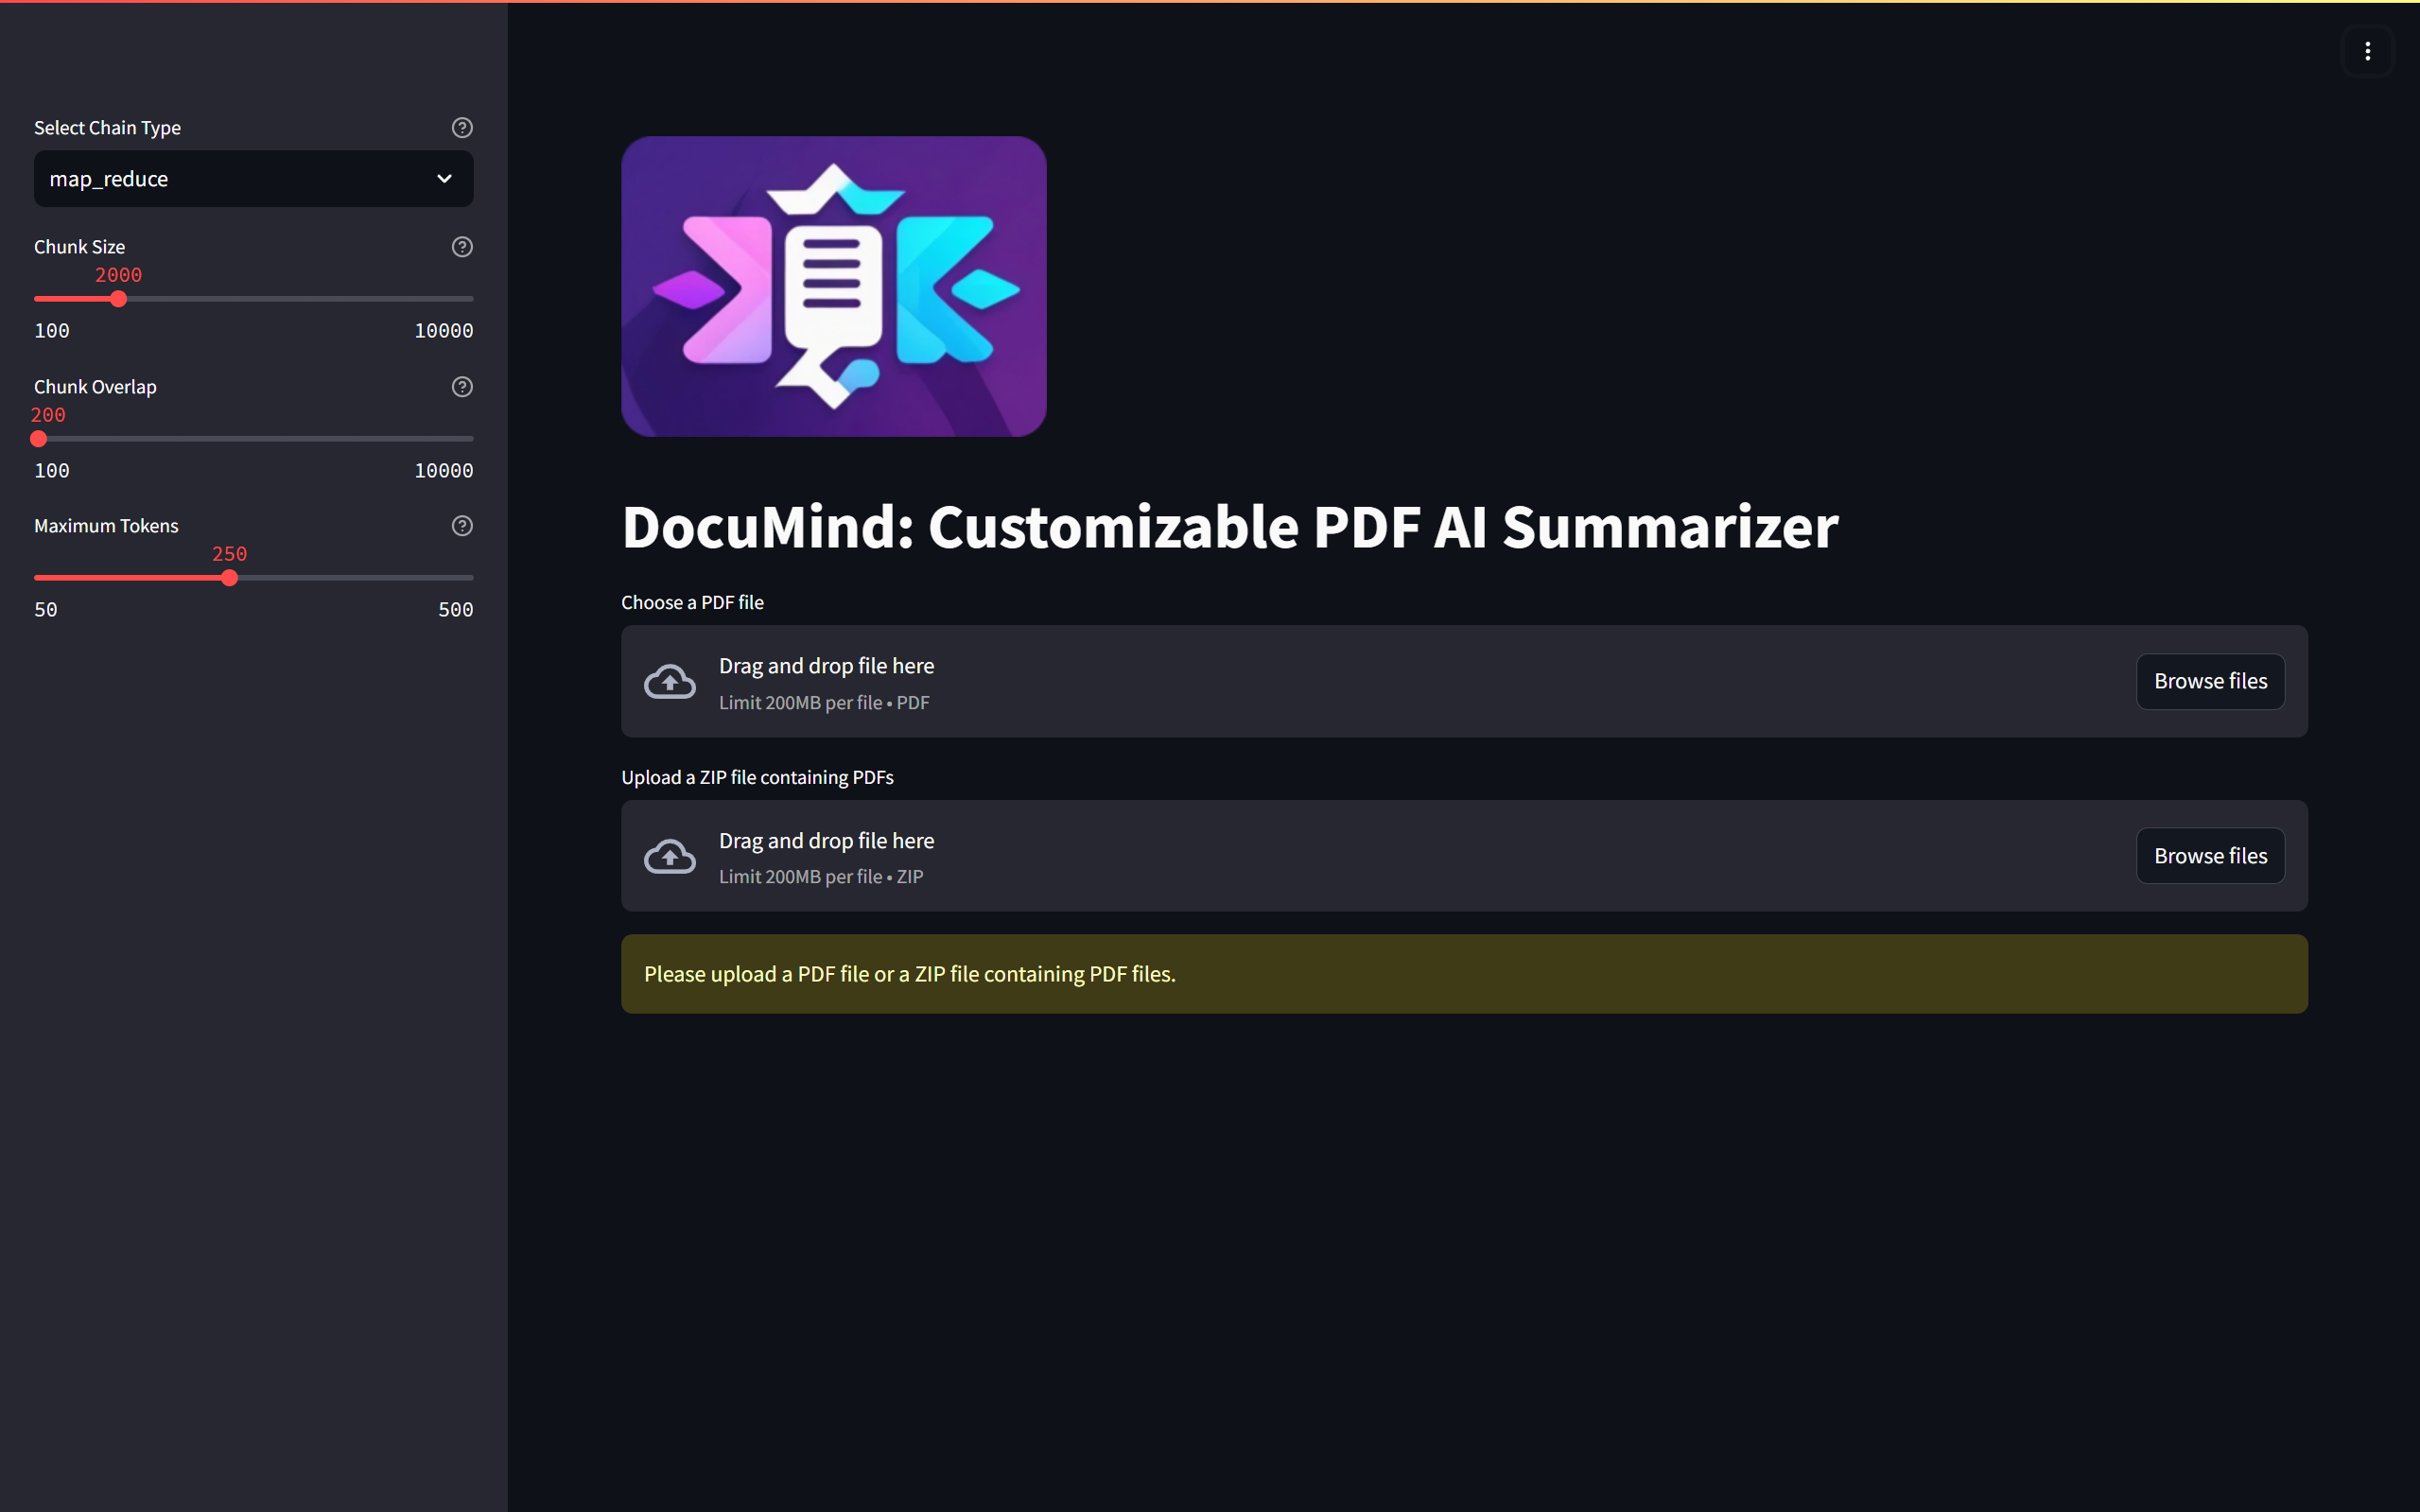 Select Chain Type
map_reduce
Chunk Size
2000
100 10000
Chunk Overlap
200
100 10000
Maximum Tokens
250
50 500
DocuMind: Customizable PDF AI Summarizer
Choose a PDF file
Drag and drop file here
Limit 200MB per file • PDF
Browse files
Upload a ZIP file containing PDFs
Drag and drop file here
Limit 200MB per file • ZIP
Browse files
Please upload a PDF file or a ZIP file containing PDF files.